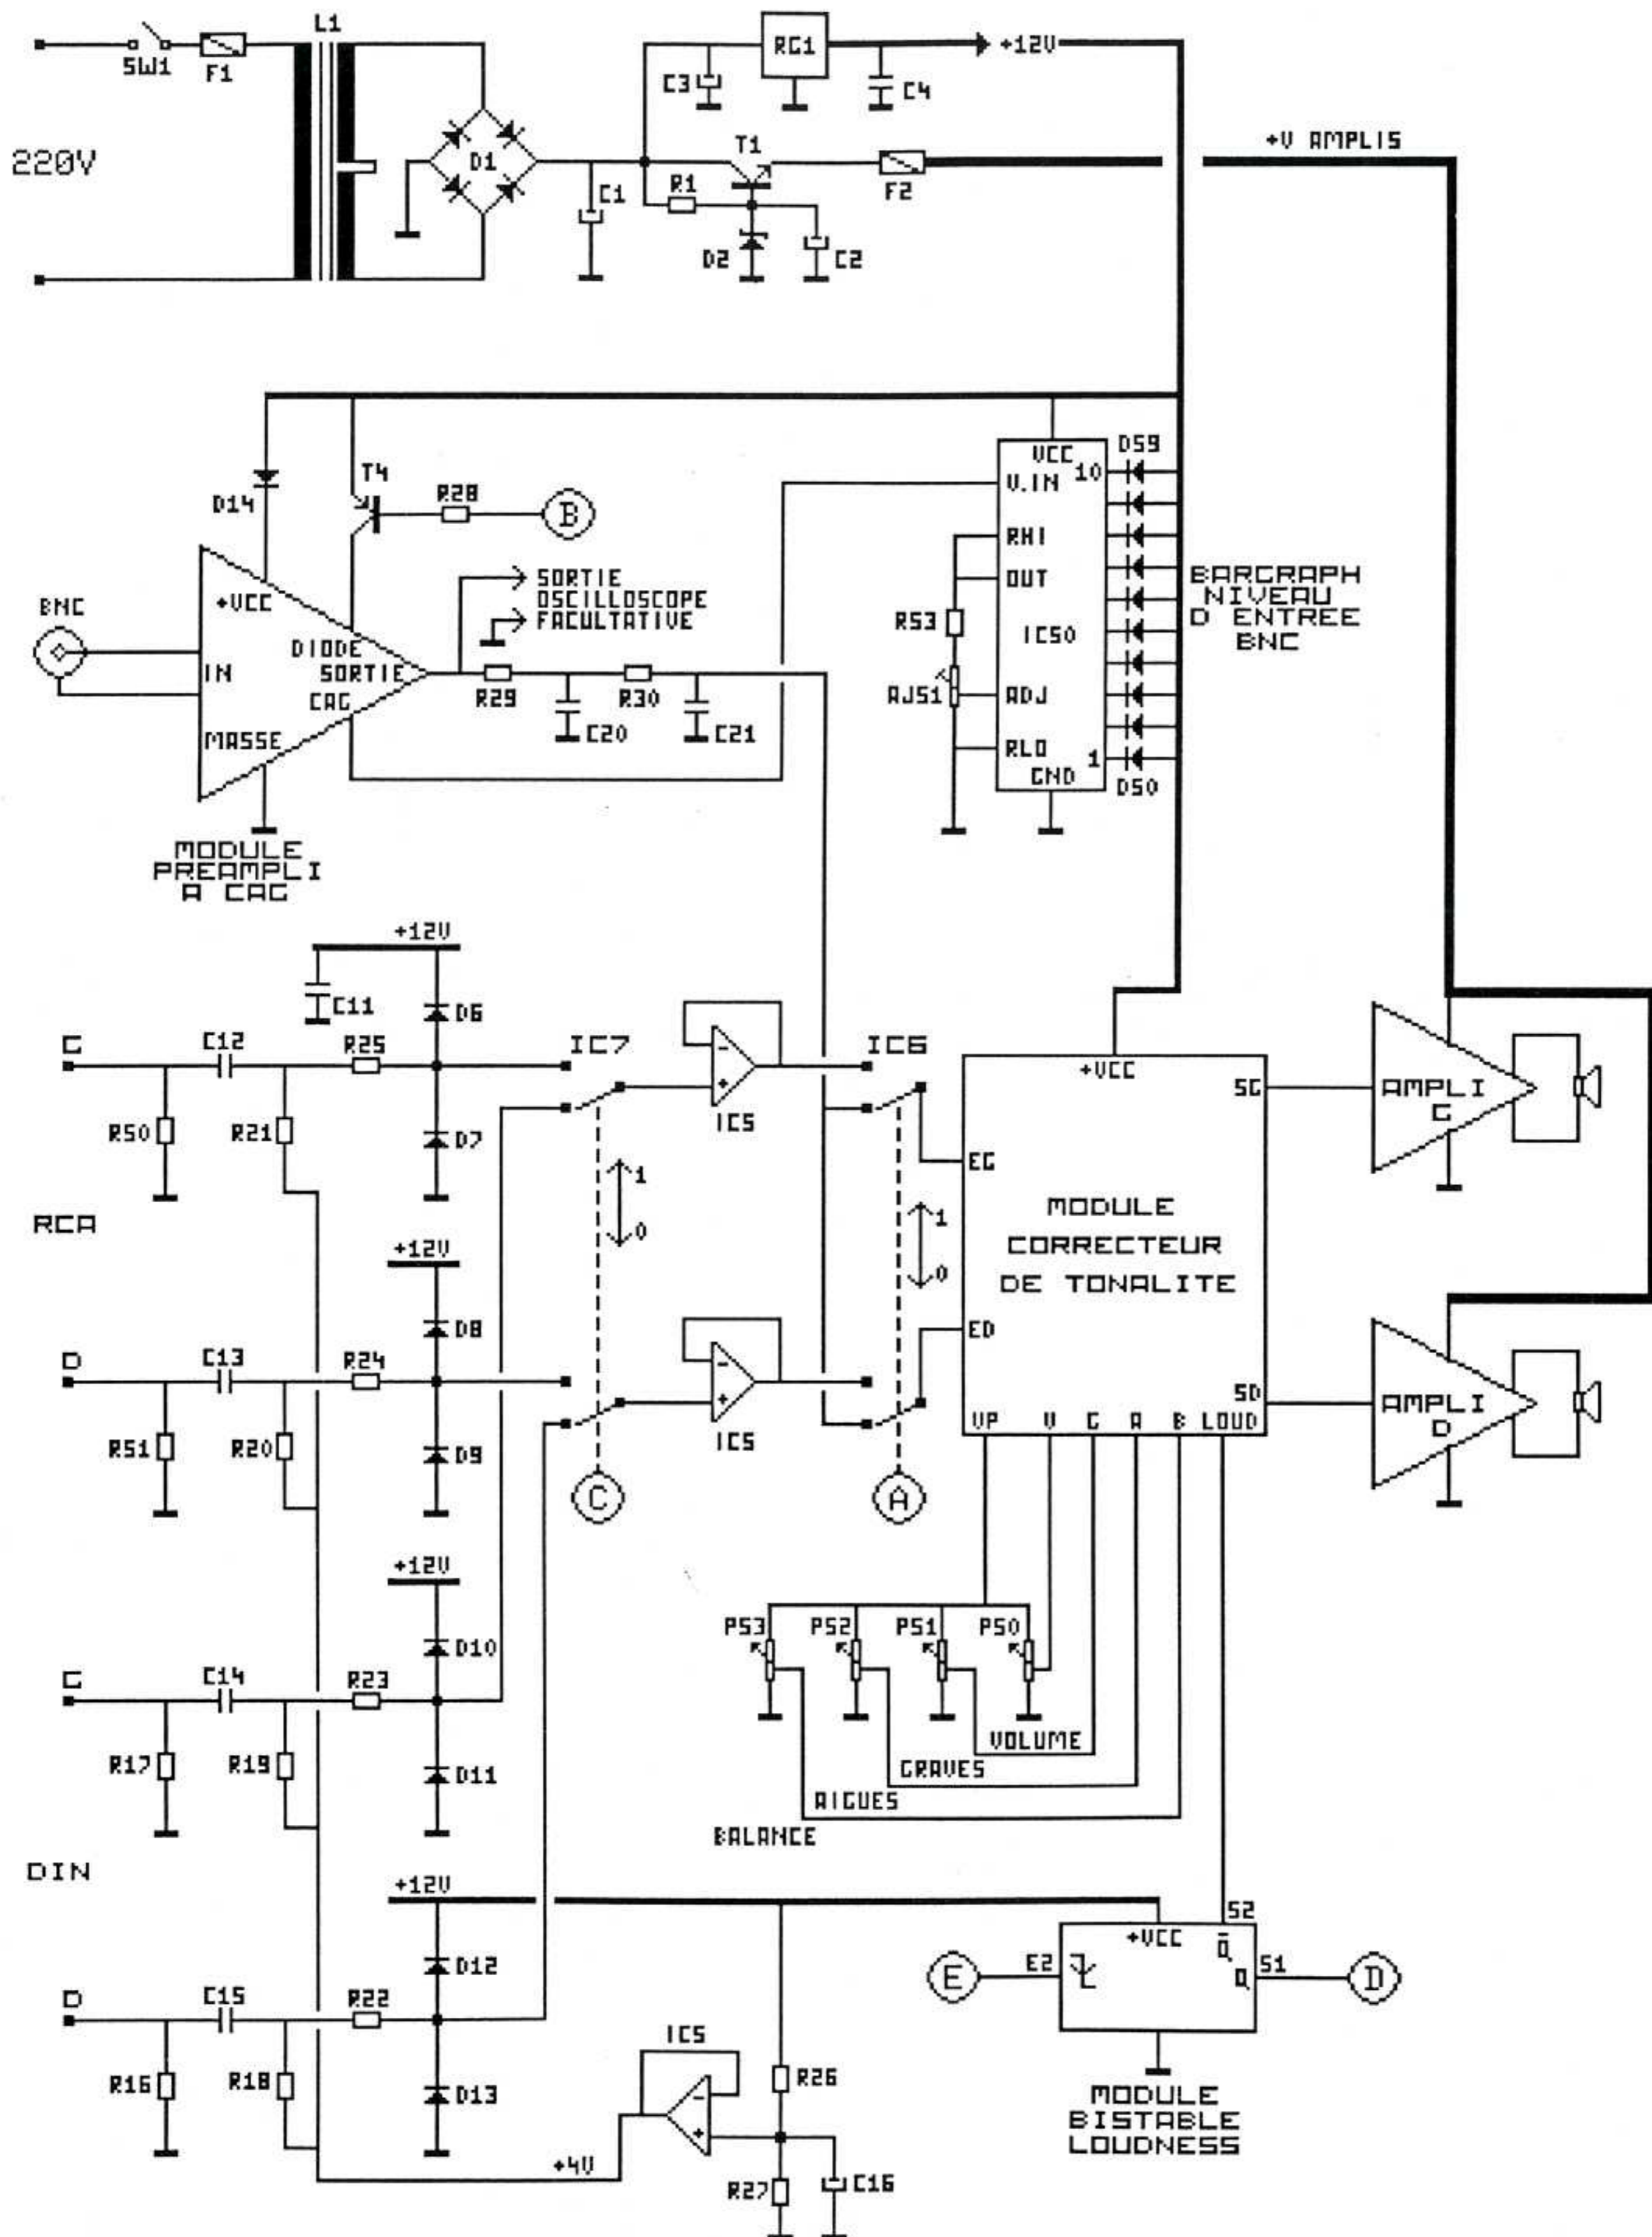 L1
SW1
F1
220V
D1
C1
C3
RG1
C4
+12V
T1
R1
D2
C2
F2
+V AMPLIS
D14
T4
R28
B
BNC
+VCC
DIODE
IN
SORTIE
CAG
MASSE
SORTIE
OSCILLOSCOPE
FACULTATIVE
R29
R30
C20
C21
MODULE
PREAMPLI
A CAG
VCC
V.IN
10
D59
RHI
OUT
R53
IC50
AJ51
ADJ
RLO
1
GND
D50
BARGRAPH
NIVEAU
D ENTREE
BNC
+12V
C11
D6
G
C12
R25
IC7
IC6
R50
R21
D7
IC5
1
0
1
0
RCA
+12V
D8
D
C13
R24
R51
R20
D9
IC5
C
A
+VCC
SG
EG
MODULE
CORRECTEUR
DE TONALITE
ED
SD
VP
V
G
A
B
LOUD
AMPLI
G
AMPLI
D
+12V
D10
G
C14
R23
R17
R19
D11
P53
P52
P51
P50
VOLUME
GRAVES
AIGUES
BALANCE
DIN
+12V
D12
D
C15
R22
R16
R18
D13
IC5
+4V
R26
R27
C16
S2
+VCC
Q̅
E
E2
Q
S1
D
MODULE
BISTABLE
LOUDNESS